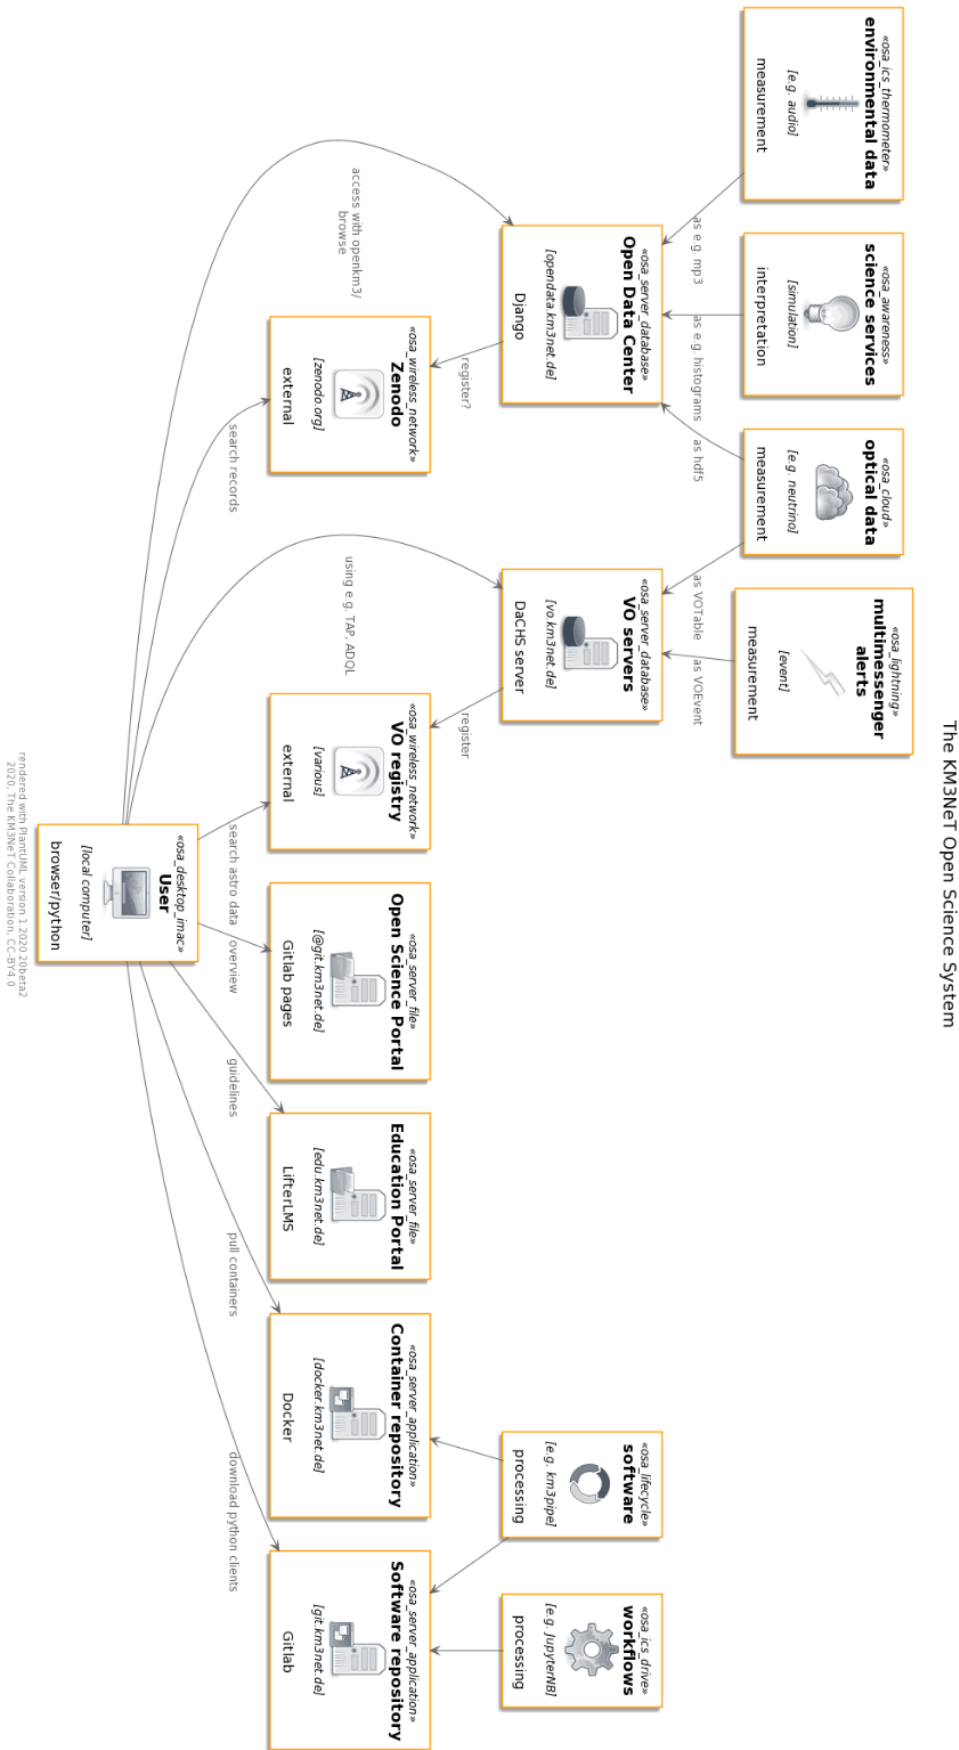 The KM3NeT Open Science System
«osa_ics_thermometer»
environmental data
[e.g. audio]
measurement
«osa_awareness»
science services
[simulation]
interpretation
«osa_cloud»
optical data
[e.g. neutrino]
measurement
«osa_lightning»
multimessenger
alerts
[event]
measurement
as e.g. mp3
as e.g. histograms
as hdf5
as VOTable
as VOEvent
«osa_server_database»
Open Data Center
[opendata.km3net.de]
Django
«osa_server_database»
VO servers
[vo.km3net.de]
DaCHS server
«osa_lifecycle»
software
[e.g. km3pipe]
processing
«osa_ics_drive»
workflows
[e.g. JupyterNB]
processing
register?
register
access with openkm3/
browse
using e.g. TAP, ADQL
«osa_wireless_network»
Zenodo
[zenodo.org]
external
«osa_wireless_network»
VO registry
[various]
external
«osa_server_file»
Open Science Portal
[@git.km3net.de]
Gitlab pages
«osa_server_file»
Education Portal
[edu.km3net.de]
LifterLMS
«osa_server_application»
Container repository
[docker.km3net.de]
Docker
«osa_server_application»
Software repository
[git.km3net.de]
Gitlab
search records
search astro data
overview
guidelines
pull containers
download python clients
«osa_desktop_imac»
User
[local computer]
browser/python
rendered with PlantUML version 1.2020.20beta2
2020, The KM3NeT Collaboration, CC-BY4.0